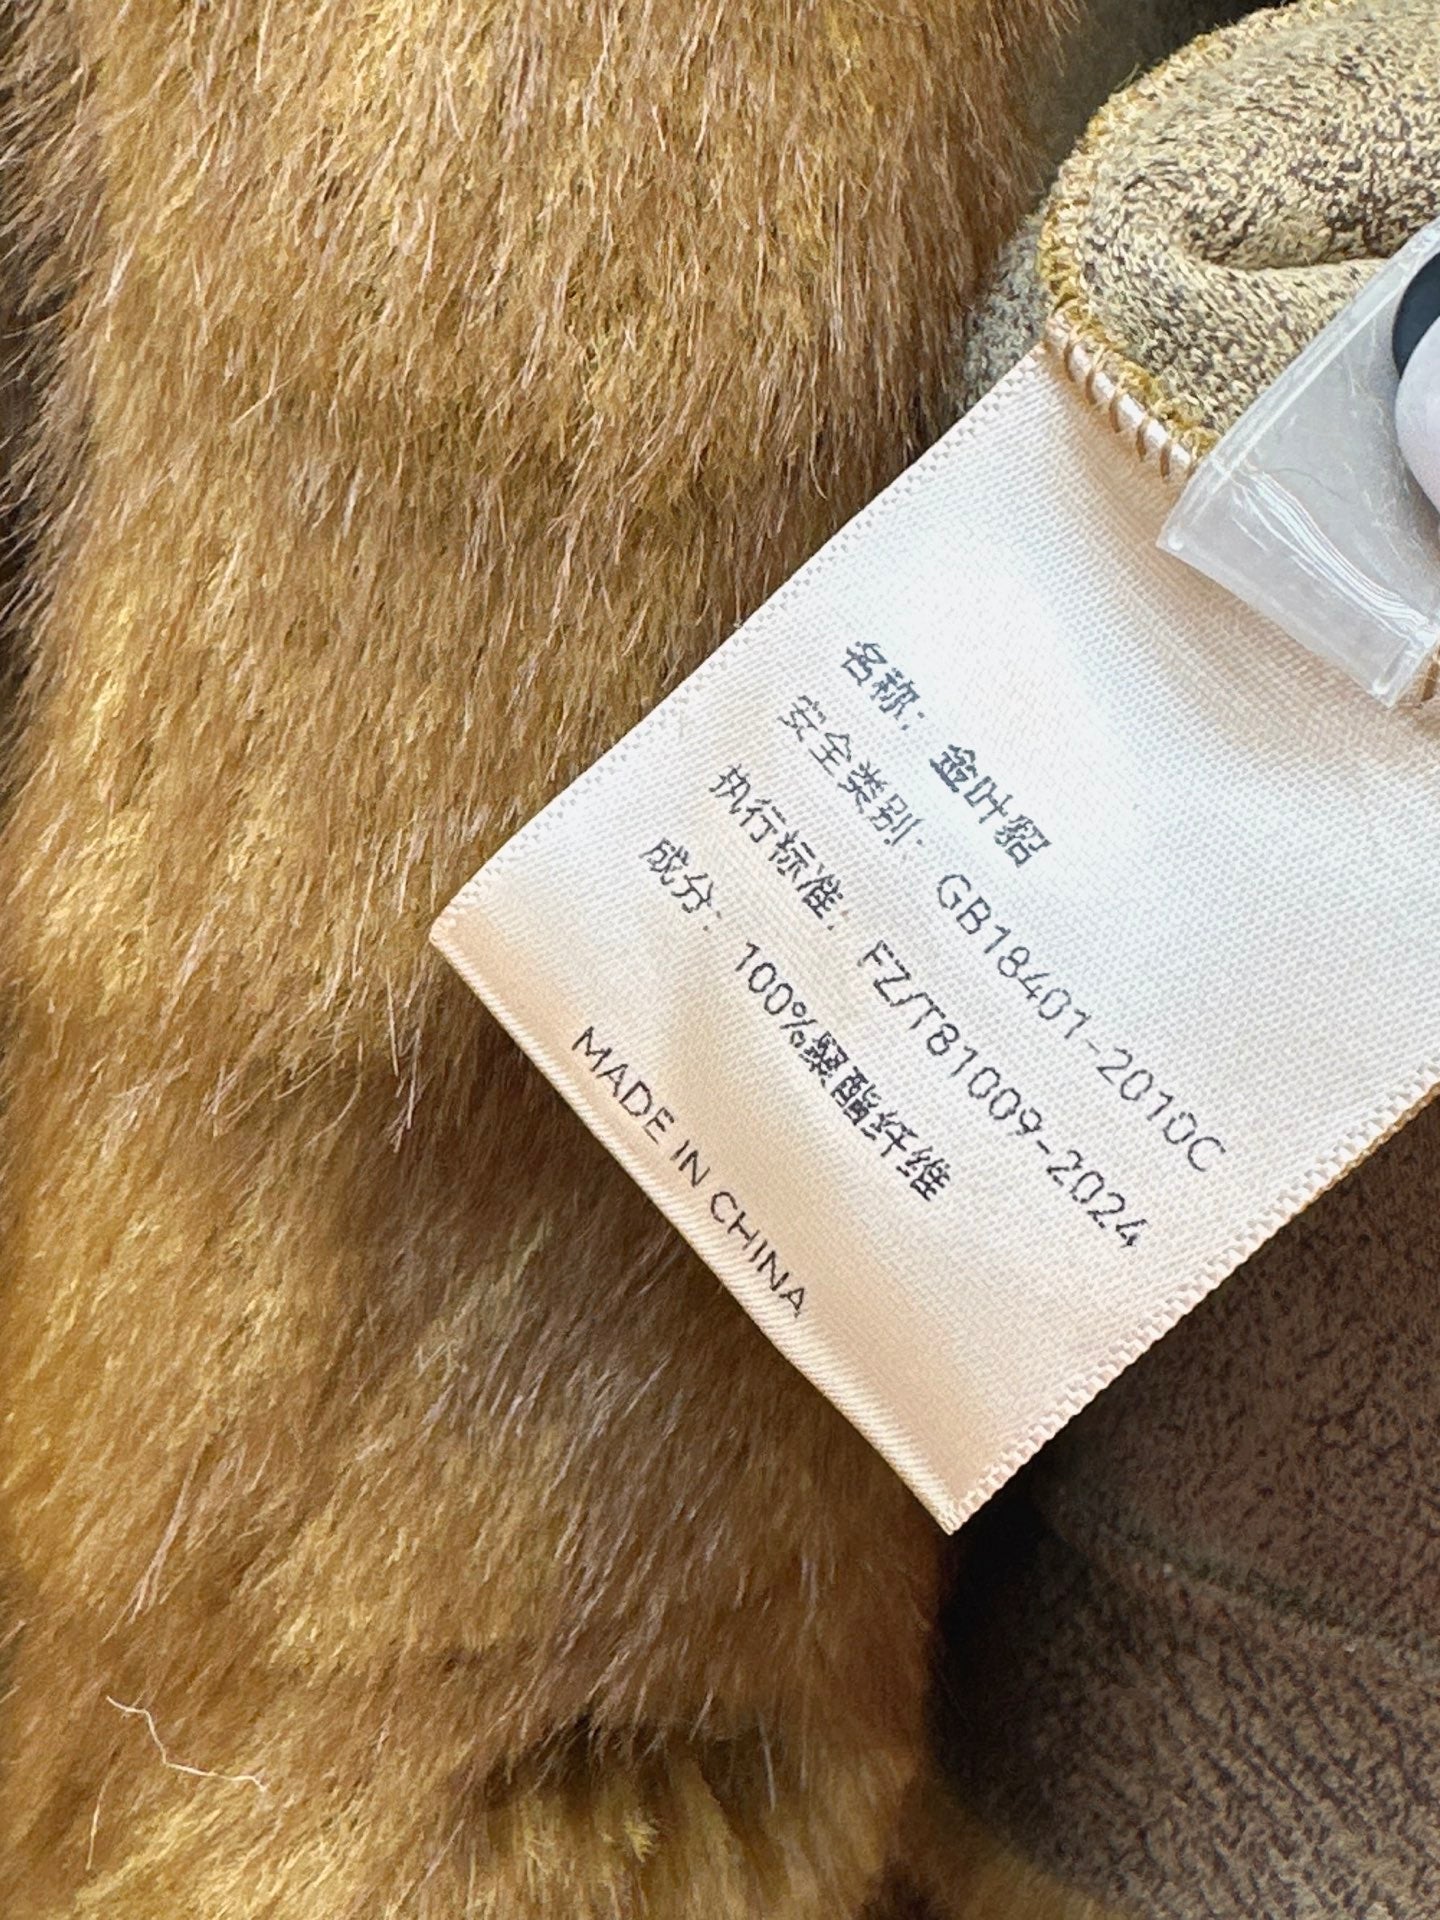 名称：金叶貂
安全类别：GB18401-2010C
执行标准：FZ/T81009-2024
成分：100%聚酯纤维
MADE IN CHINA